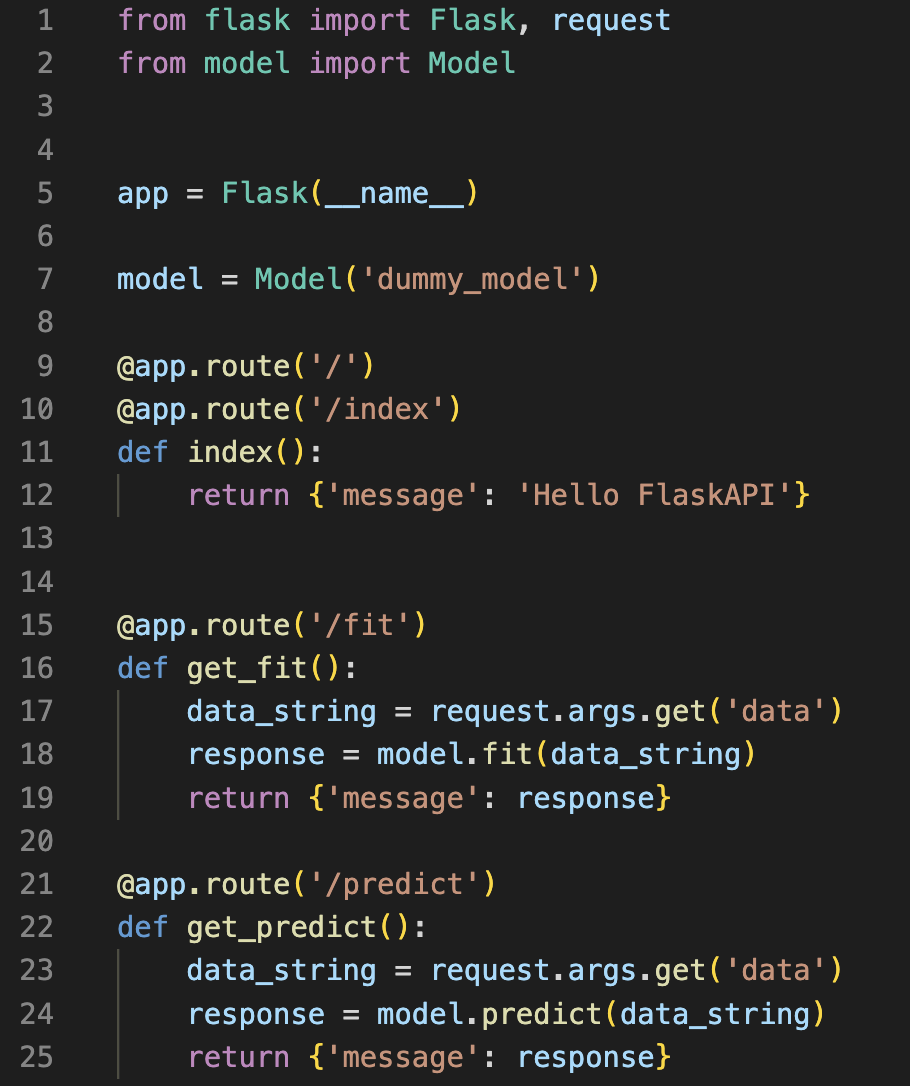 1 from flask import Flask, request
2 from model import Model
3
4
5 app = Flask(__name__)
6
7 model = Model('dummy_model')
8
9 @app.route('/')
10 @app.route('/index')
11 def index():
12     return {'message': 'Hello FlaskAPI'}
13
14
15 @app.route('/fit')
16 def get_fit():
17     data_string = request.args.get('data')
18     response = model.fit(data_string)
19     return {'message': response}
20
21 @app.route('/predict')
22 def get_predict():
23     data_string = request.args.get('data')
24     response = model.predict(data_string)
25     return {'message': response}